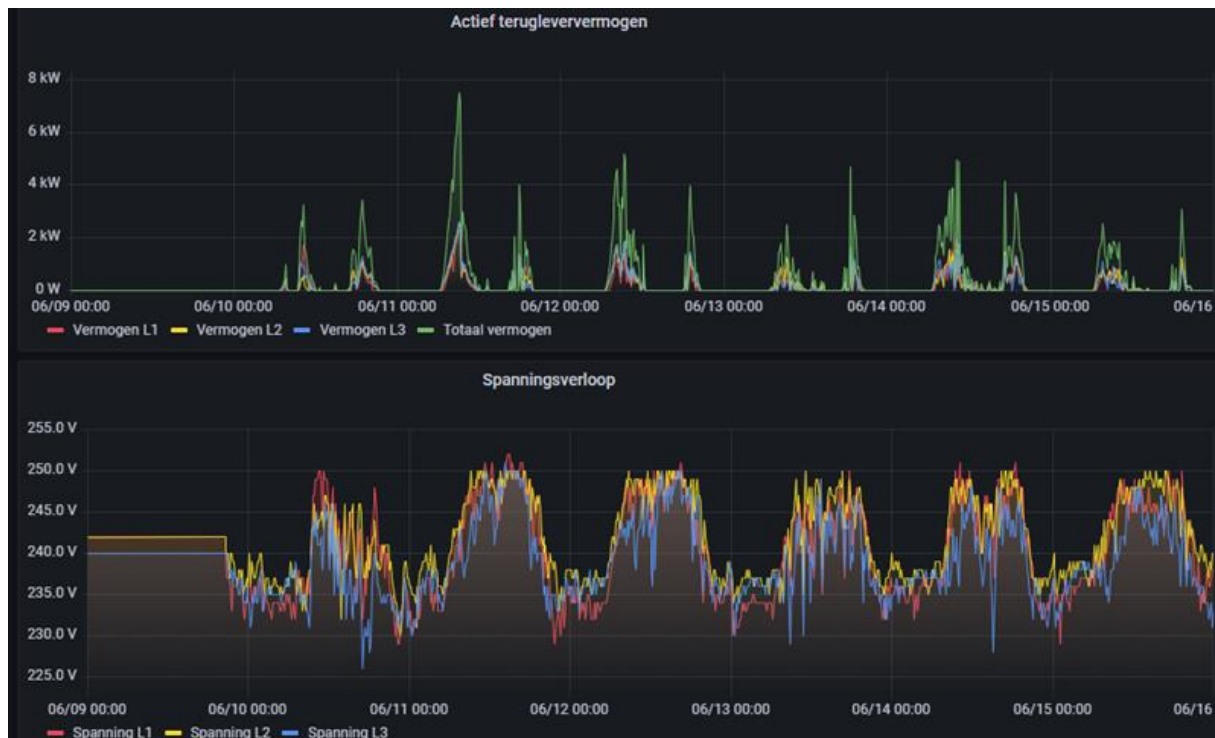 Actief terugleververmogen
8 kW
6 kW
4 kW
2 kW
0 W
06/09 00:00 06/10 00:00 06/11 00:00 06/12 00:00 06/13 00:00 06/14 00:00 06/15 00:00 06/16
Vermogen L1 Vermogen L2 Vermogen L3 Totaal vermogen
Spanningsverloop
255.0 V
250.0 V
245.0 V
240.0 V
235.0 V
230.0 V
225.0 V
06/09 00:00 06/10 00:00 06/11 00:00 06/12 00:00 06/13 00:00 06/14 00:00 06/15 00:00 06/16
Spanning L1 Spanning L2 Spanning L3